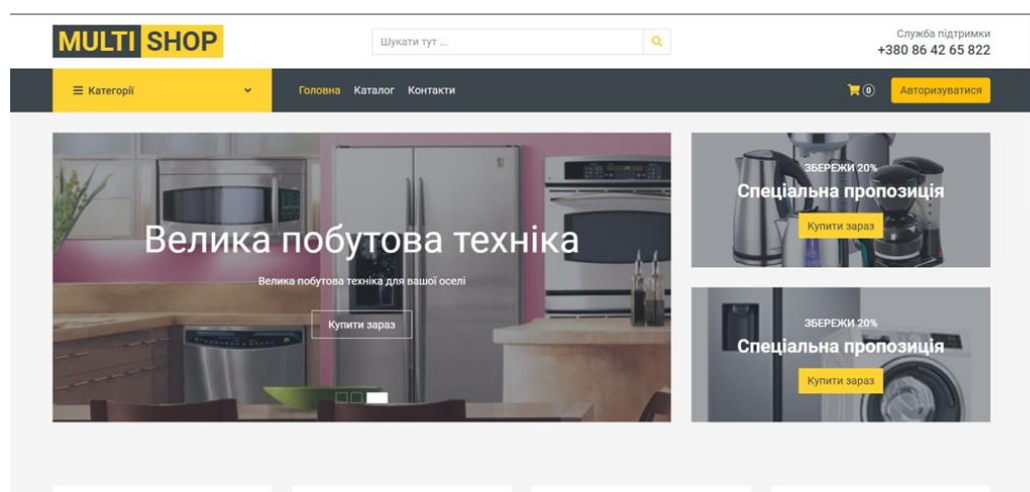 MULTI SHOP
Шукати тут ...
Служба підтримки
+380 86 42 65 822
Категорії
Головна Каталог Контакти
0
Авторизуватися
Велика побутова техніка
Велика побутова техніка для вашої оселі
Купити зараз
ЗБЕРЕЖИ 20%
Спеціальна пропозиція
Купити зараз
ЗБЕРЕЖИ 20%
Спеціальна пропозиція
Купити зараз